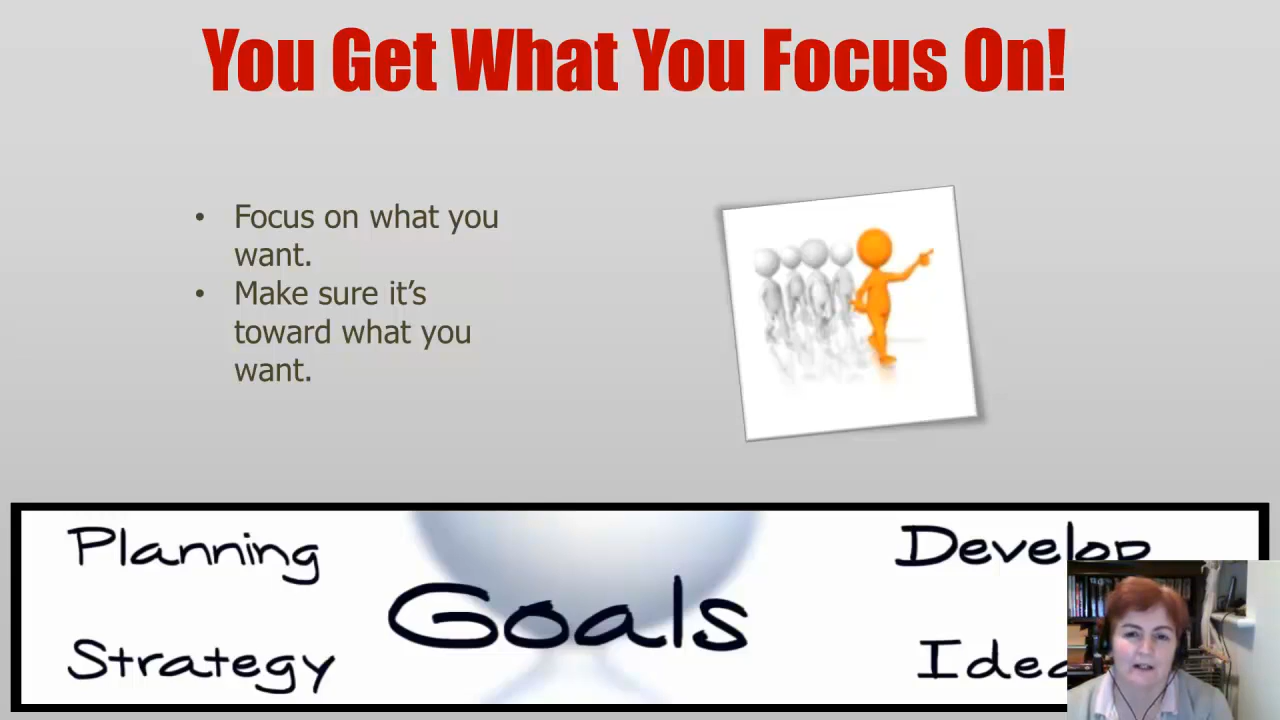 You Get What You Focus On!
• Focus on what you
want.
• Make sure it’s
toward what you
want.
Planning
Goals
Develop
Strategy